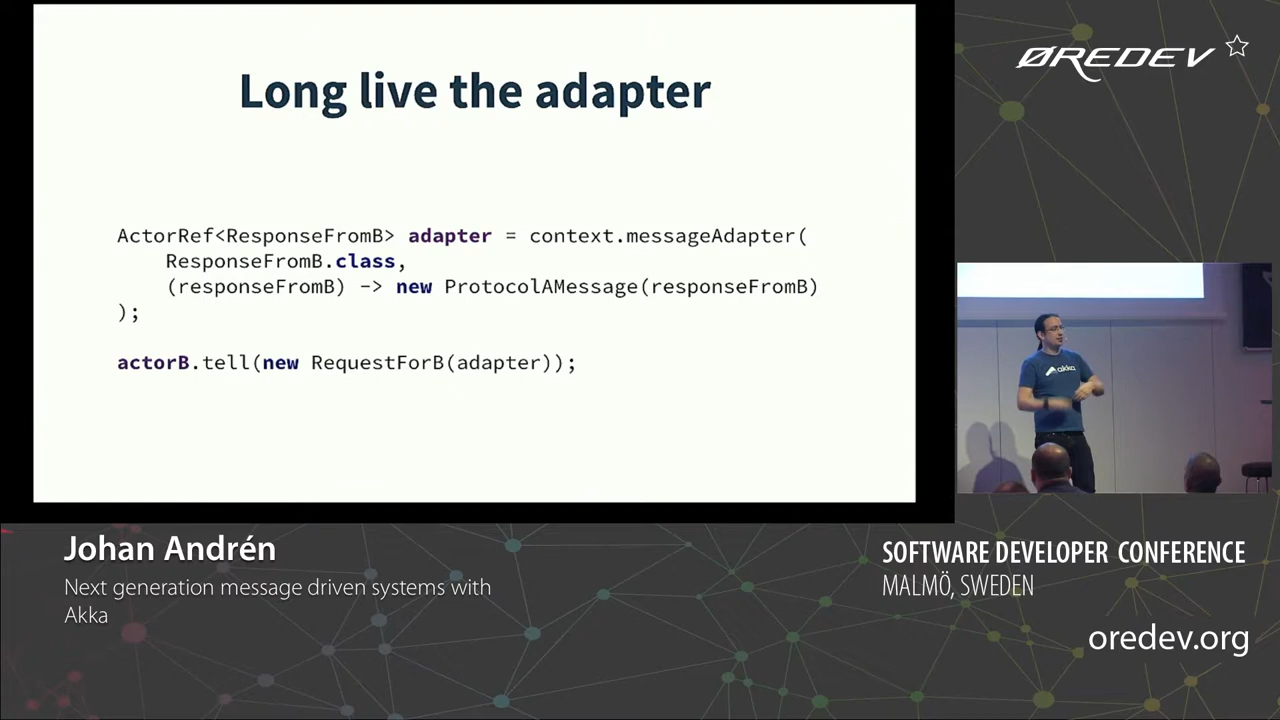 Long live the adapter
ActorRef<ResponseFromB> adapter = context.messageAdapter(
ResponseFromB.class,
(responseFromB) -> new ProtocolAMessage(responseFromB)
);
actorB.tell(new RequestForB(adapter));
ØREDEV
akka
Johan Andrén
Next generation message driven systems with
Akka
SOFTWARE DEVELOPER CONFERENCE
MALMÖ, SWEDEN
oredev.org